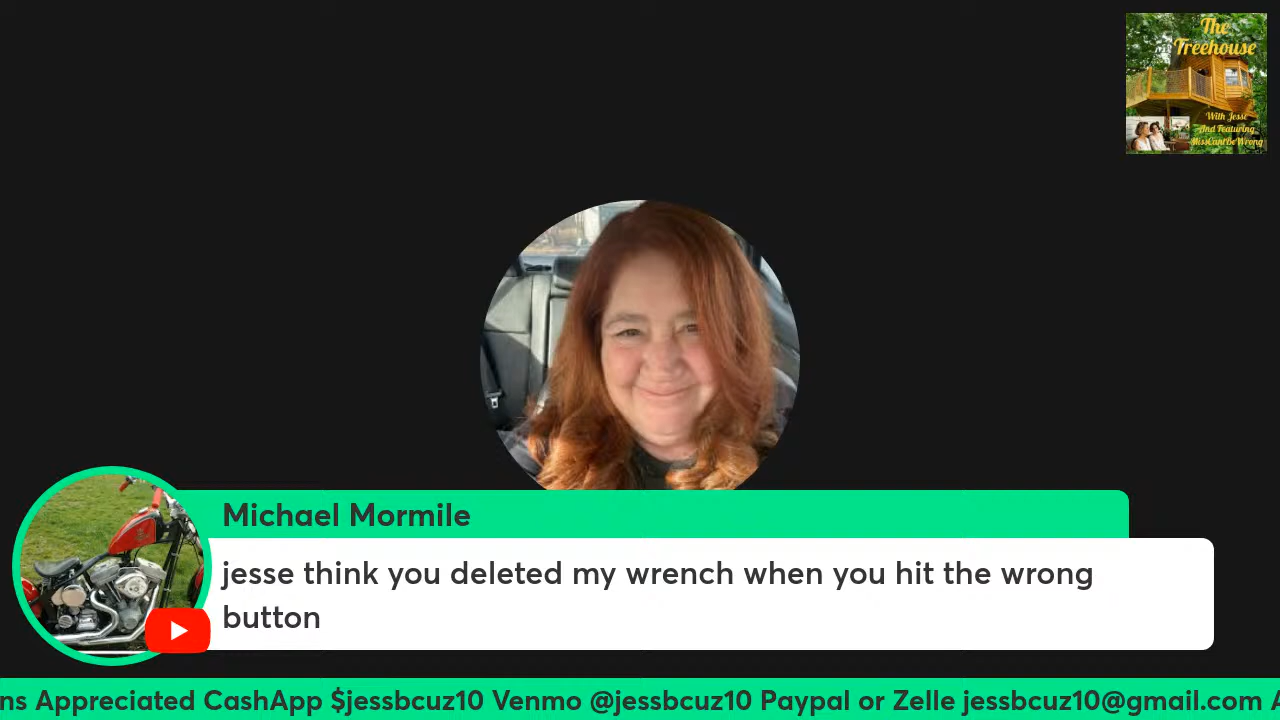 The
Treehouse
With Jesse
And Featuring
MissCantBeWrong
Michael Mormile
jesse think you deleted my wrench when you hit the wrong
button
ns Appreciated CashApp $jessbcuz10 Venmo @jessbcuz10 Paypal or Zelle jessbcuz10@gmail.com A